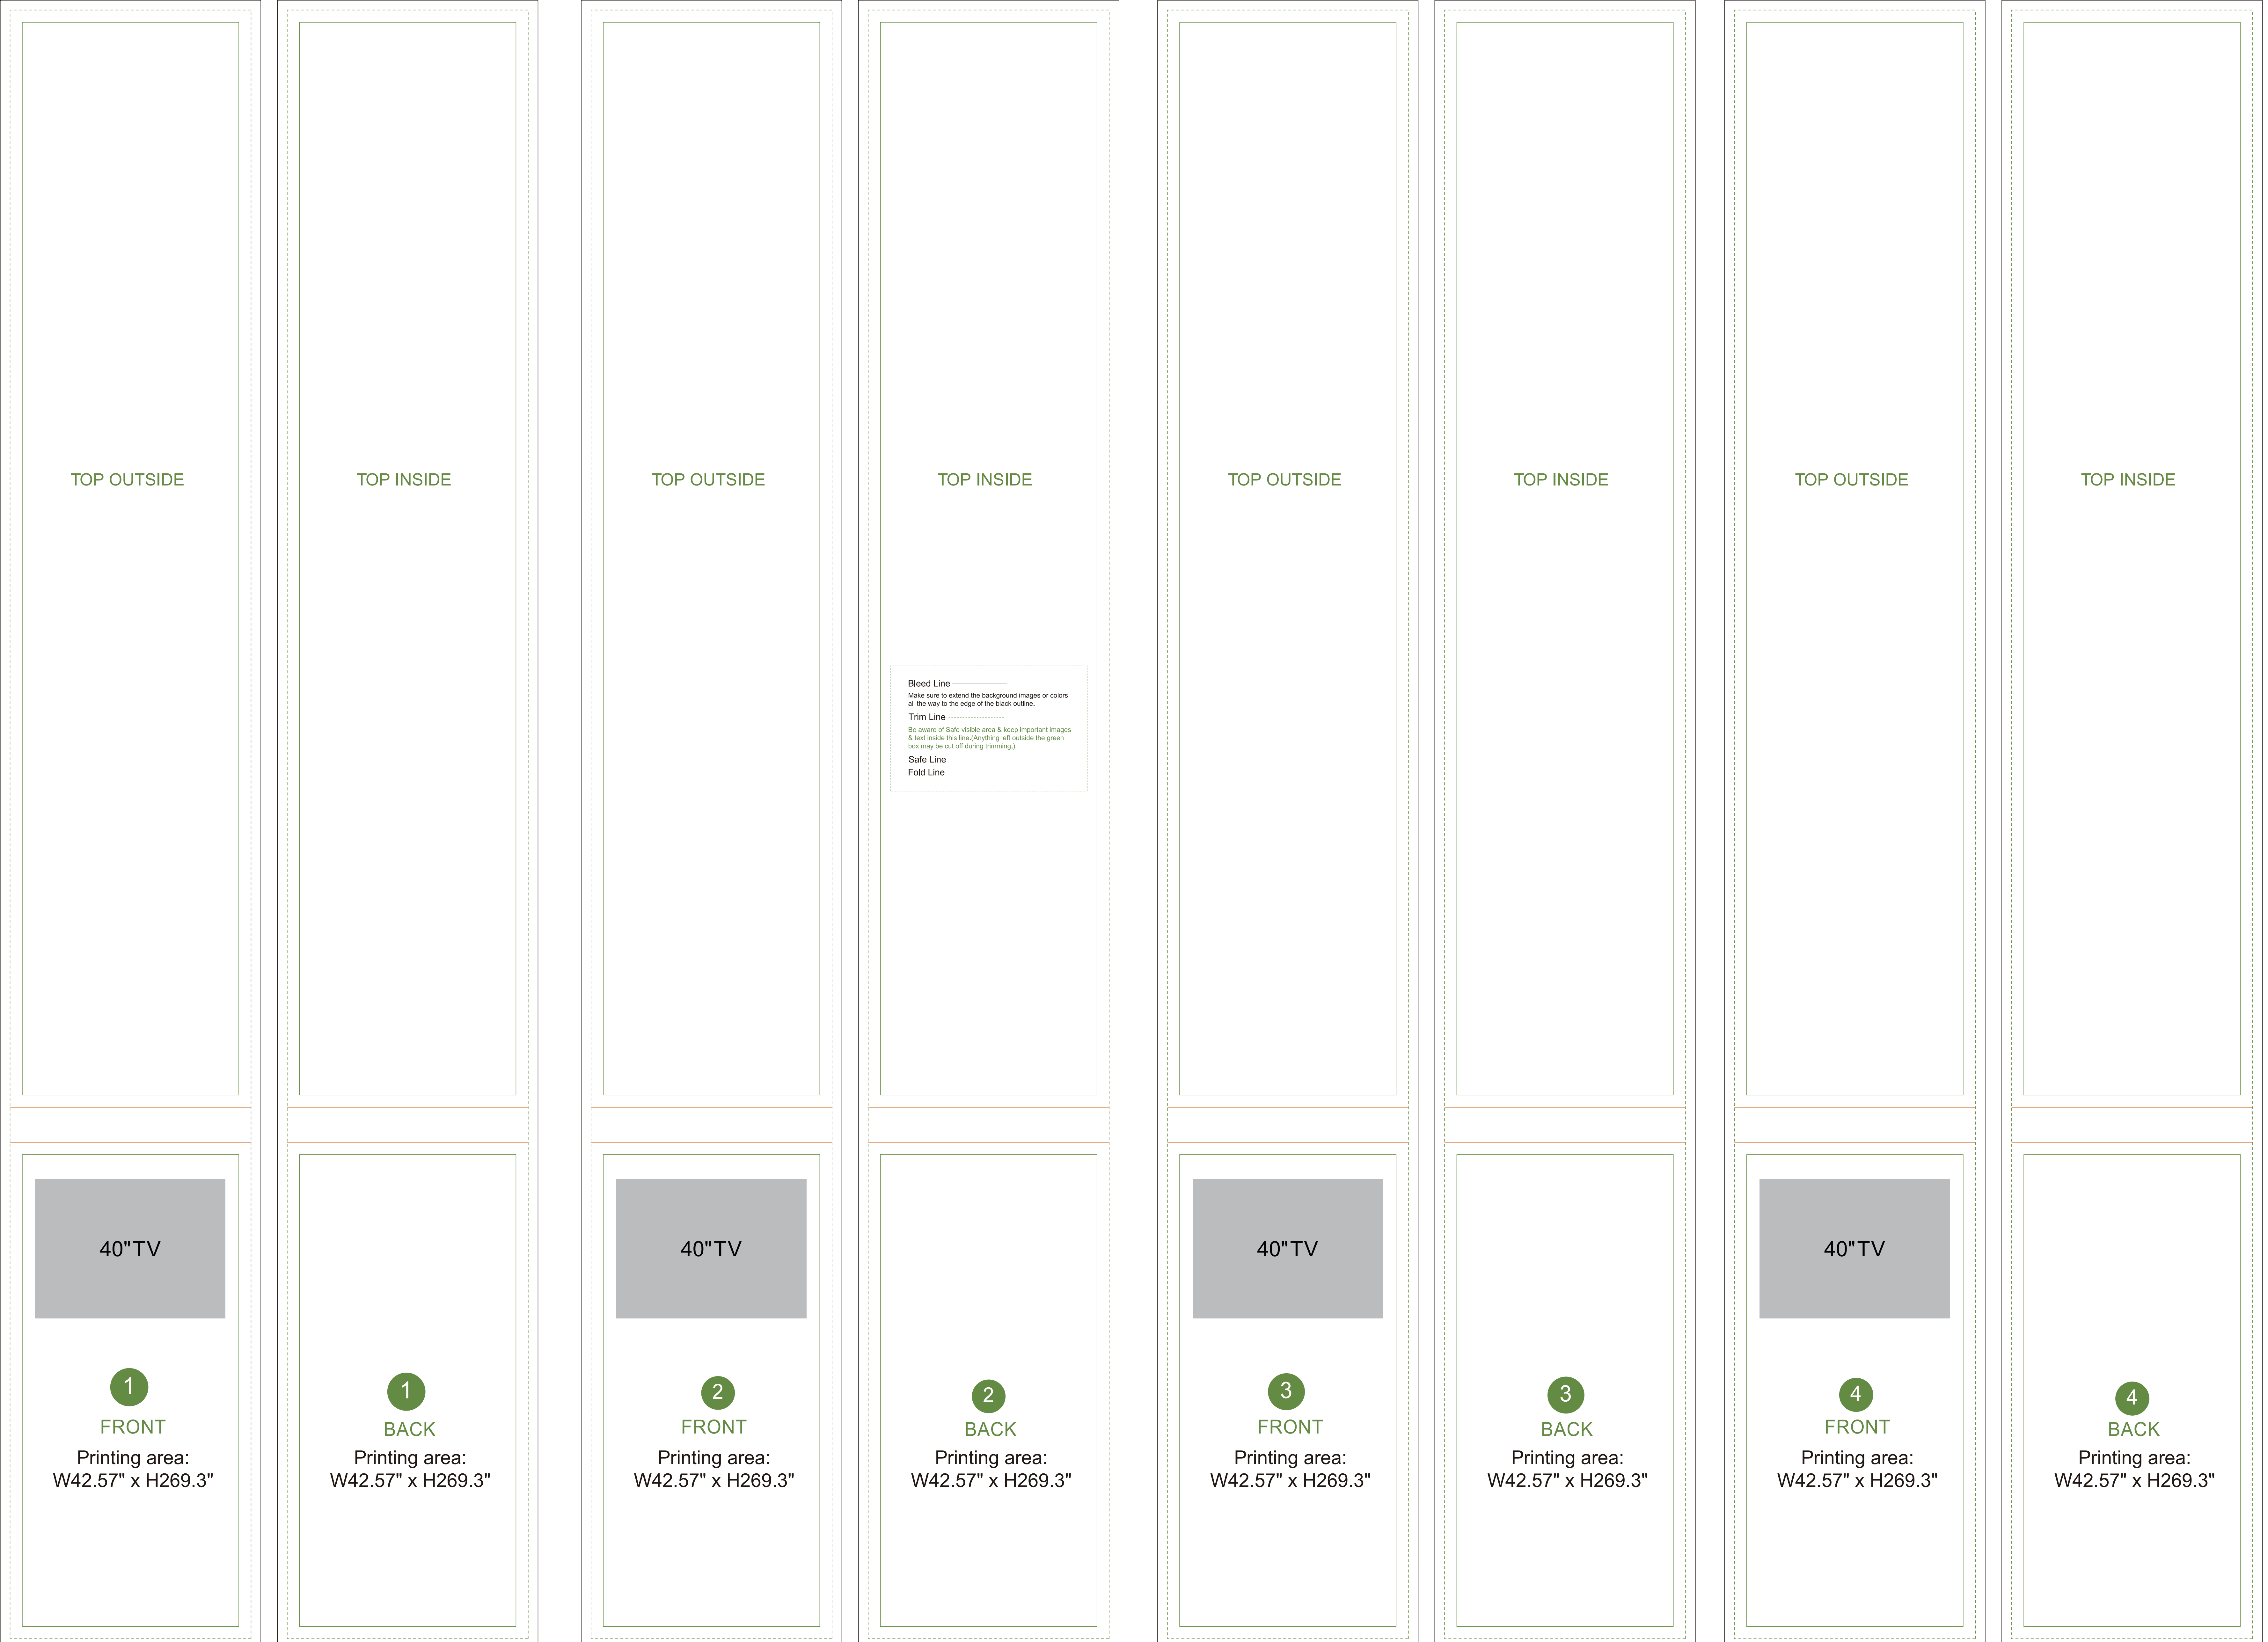 TOP OUTSIDE
TOP INSIDE
TOP OUTSIDE
TOP INSIDE
TOP OUTSIDE
TOP INSIDE
TOP OUTSIDE
TOP INSIDE
Bleed Line
Make sure to extend the background images or colors
all the way to the edge of the black outline.
Trim Line
Be aware of Safe visible area & keep important images
& text inside this line.(Anything left outside the green
box may be cut off during trimming.)
Safe Line
Fold Line
40"TV
40"TV
40"TV
40"TV
1
FRONT
Printing area:
W42.57" x H269.3"
1
BACK
Printing area:
W42.57" x H269.3"
2
FRONT
Printing area:
W42.57" x H269.3"
2
BACK
Printing area:
W42.57" x H269.3"
3
FRONT
Printing area:
W42.57" x H269.3"
3
BACK
Printing area:
W42.57" x H269.3"
4
FRONT
Printing area:
W42.57" x H269.3"
4
BACK
Printing area:
W42.57" x H269.3"